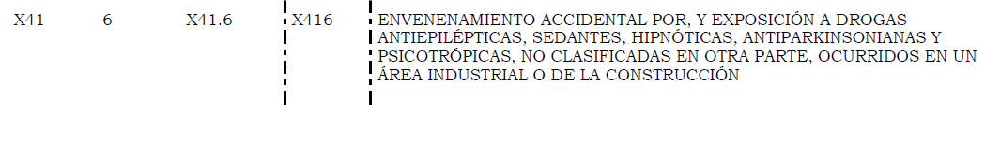 X41 6 X41.6 X416 ENVENENAMIENTO ACCIDENTAL POR, Y EXPOSICIÓN A DROGAS
ANTIEPILÉPTICAS, SEDANTES, HIPNÓTICAS, ANTIPARKINSONIANAS Y
PSICOTRÓPICAS, NO CLASIFICADAS EN OTRA PARTE, OCURRIDOS EN UN
ÁREA INDUSTRIAL O DE LA CONSTRUCCIÓN